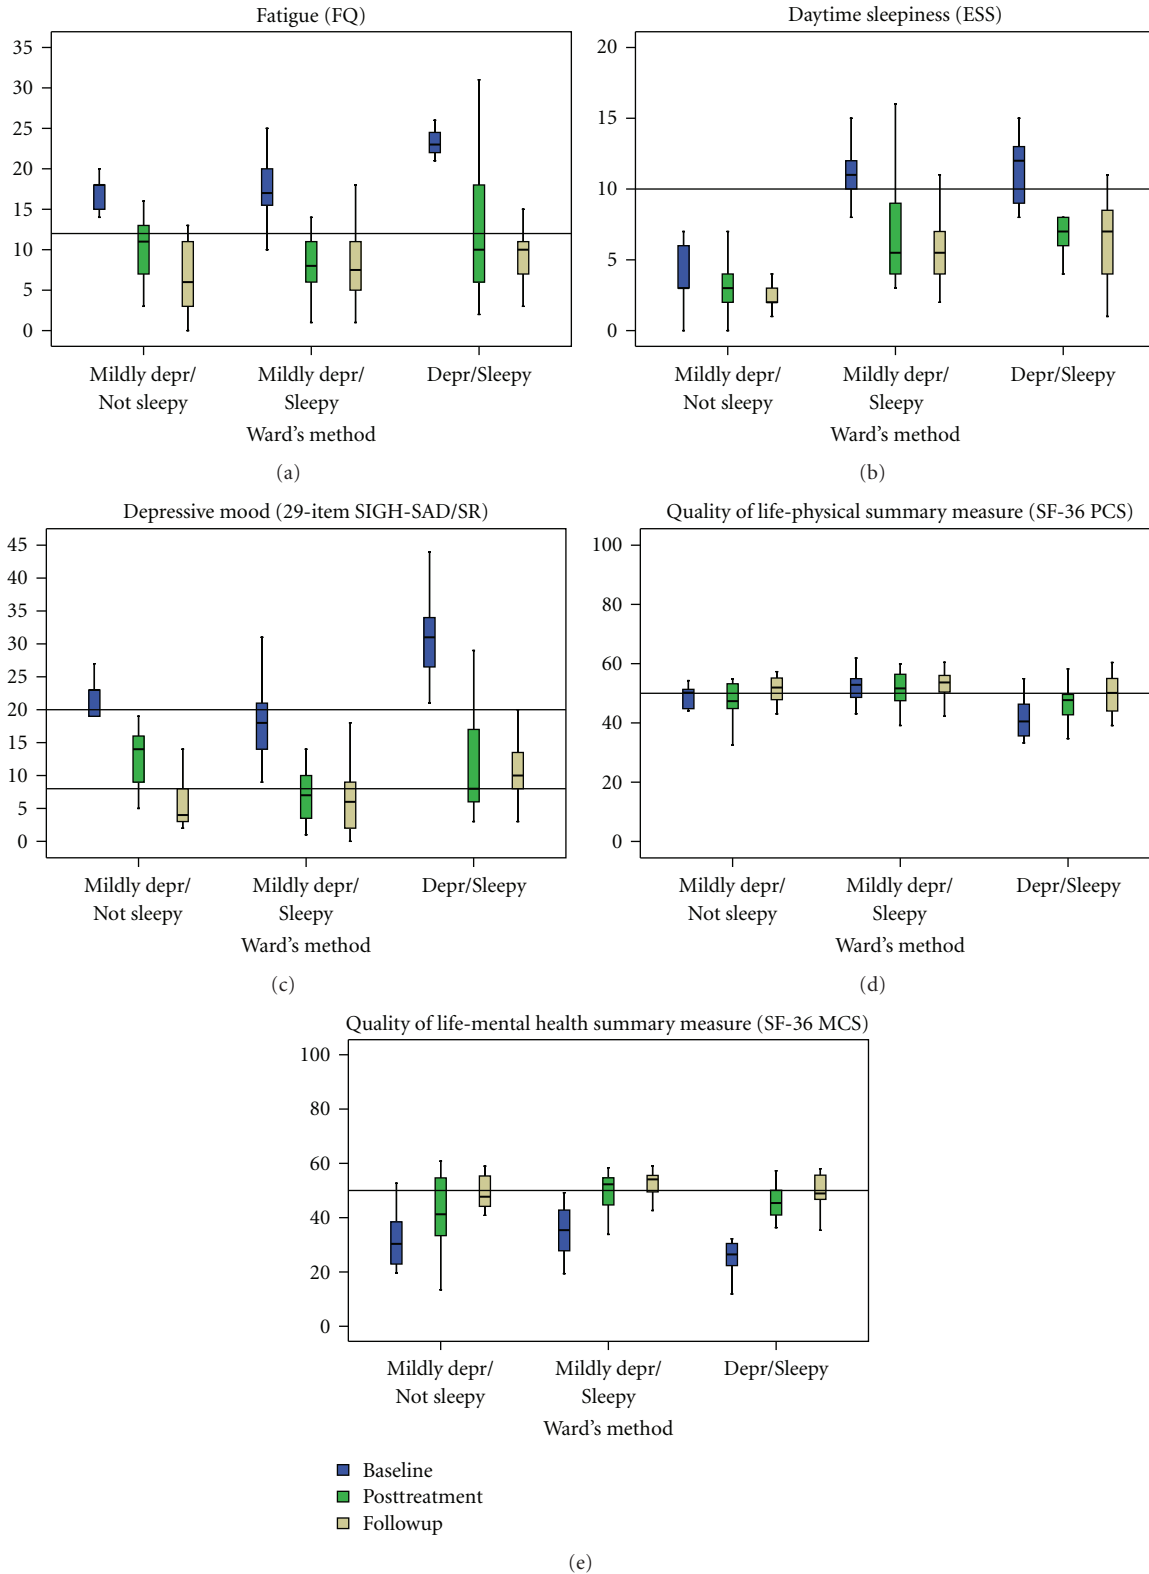 Fatigue (FQ)
35
30
25
20
15
10
5
0
Mildly depr/
Not sleepy
Mildly depr/
Sleepy
Depr/Sleepy
Ward's method
(a)
Daytime sleepiness (ESS)
20
15
10
5
0
Mildly depr/
Not sleepy
Mildly depr/
Sleepy
Depr/Sleepy
Ward's method
(b)
Depressive mood (29-item SIGH-SAD/SR)
45
40
35
30
25
20
15
10
5
0
Mildly depr/
Not sleepy
Mildly depr/
Sleepy
Depr/Sleepy
Ward's method
(c)
Quality of life-physical summary measure (SF-36 PCS)
100
80
60
40
20
0
Mildly depr/
Not sleepy
Mildly depr/
Sleepy
Depr/Sleepy
Ward's method
(d)
Quality of life-mental health summary measure (SF-36 MCS)
100
80
60
40
20
0
Mildly depr/
Not sleepy
Mildly depr/
Sleepy
Depr/Sleepy
Ward's method
Baseline
Posttreatment
Followup
(e)